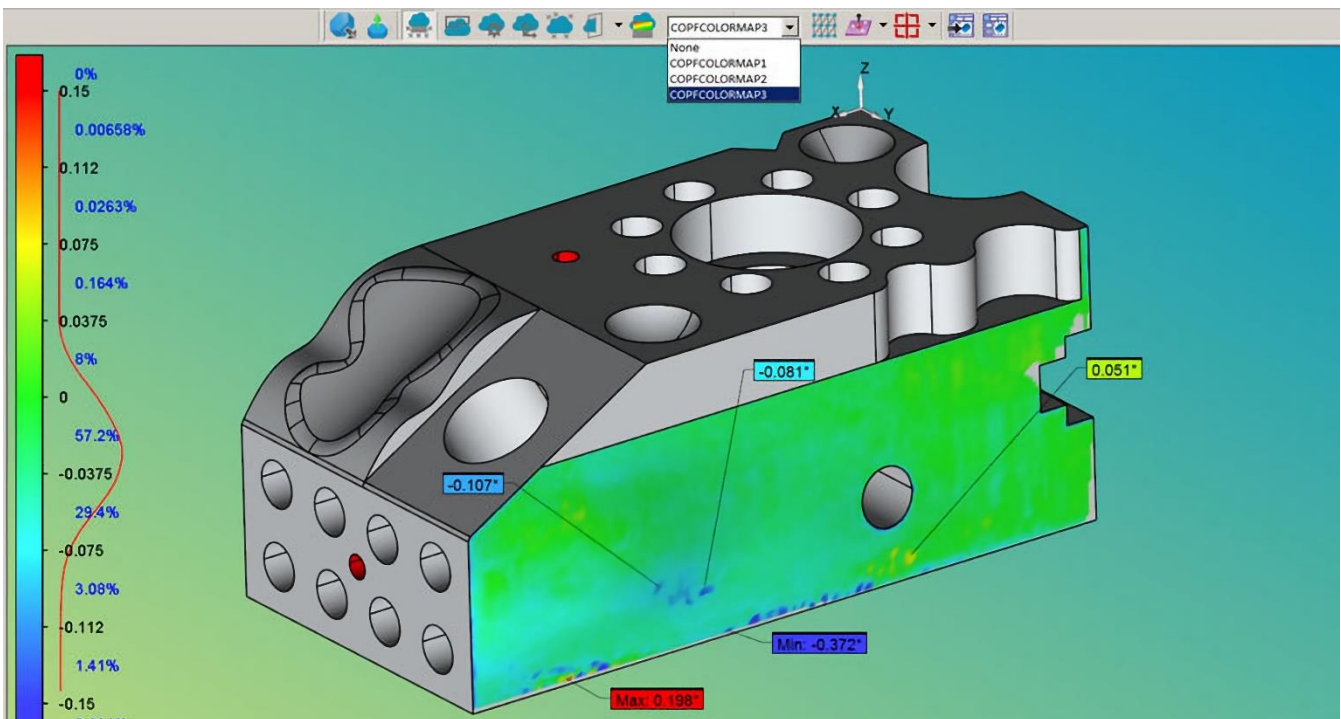 COPFCOLORMAP3
None
COPFCOLORMAP1
COPFCOLORMAP2
COPFCOLORMAP3
Z
X
Y
0%
0.15
0.00658%
0.112
0.0263%
0.075
0.164%
0.0375
8%
0
57.2%
-0.0375
29.4%
-0.075
3.08%
-0.112
1.41%
-0.15
-0.081"
0.051"
-0.107"
Min: -0.372"
Max: 0.198"